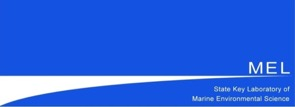 MEL
State Key Laboratory of
Marine Environmental Science